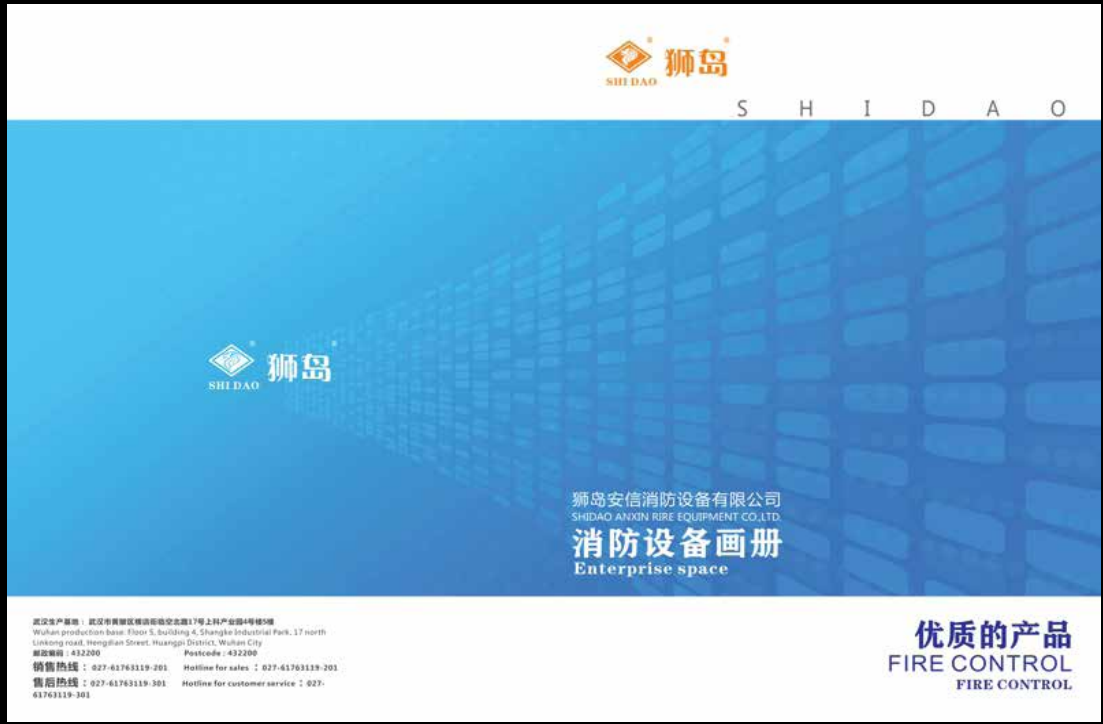 SHI DAO
®
狮岛
®
SHIDAO
SHI DAO
®
狮岛
®
狮岛安信消防设备有限公司
SHIDAO ANXIN RIRE EQUIPMENT CO.,LTD.
消防设备画册
Enterprise space
武汉生产基地：武汉市黄陂区横店街临空北路17号上科产业园4号楼5楼
Wuhan production base: Floor 5, building 4, Shangke Industrial Park, 17 north
Linkong road, Hengdian Street, Huangpi District, Wuhan City
邮政编码：432200 Postcode：432200
销售热线：027-61763119-201 Hotline for sales ：027-61763119-201
售后热线：027-61763119-301 Hotline for customer service：027-
61763119-301
优质的产品
FIRE CONTROL
FIRE CONTROL